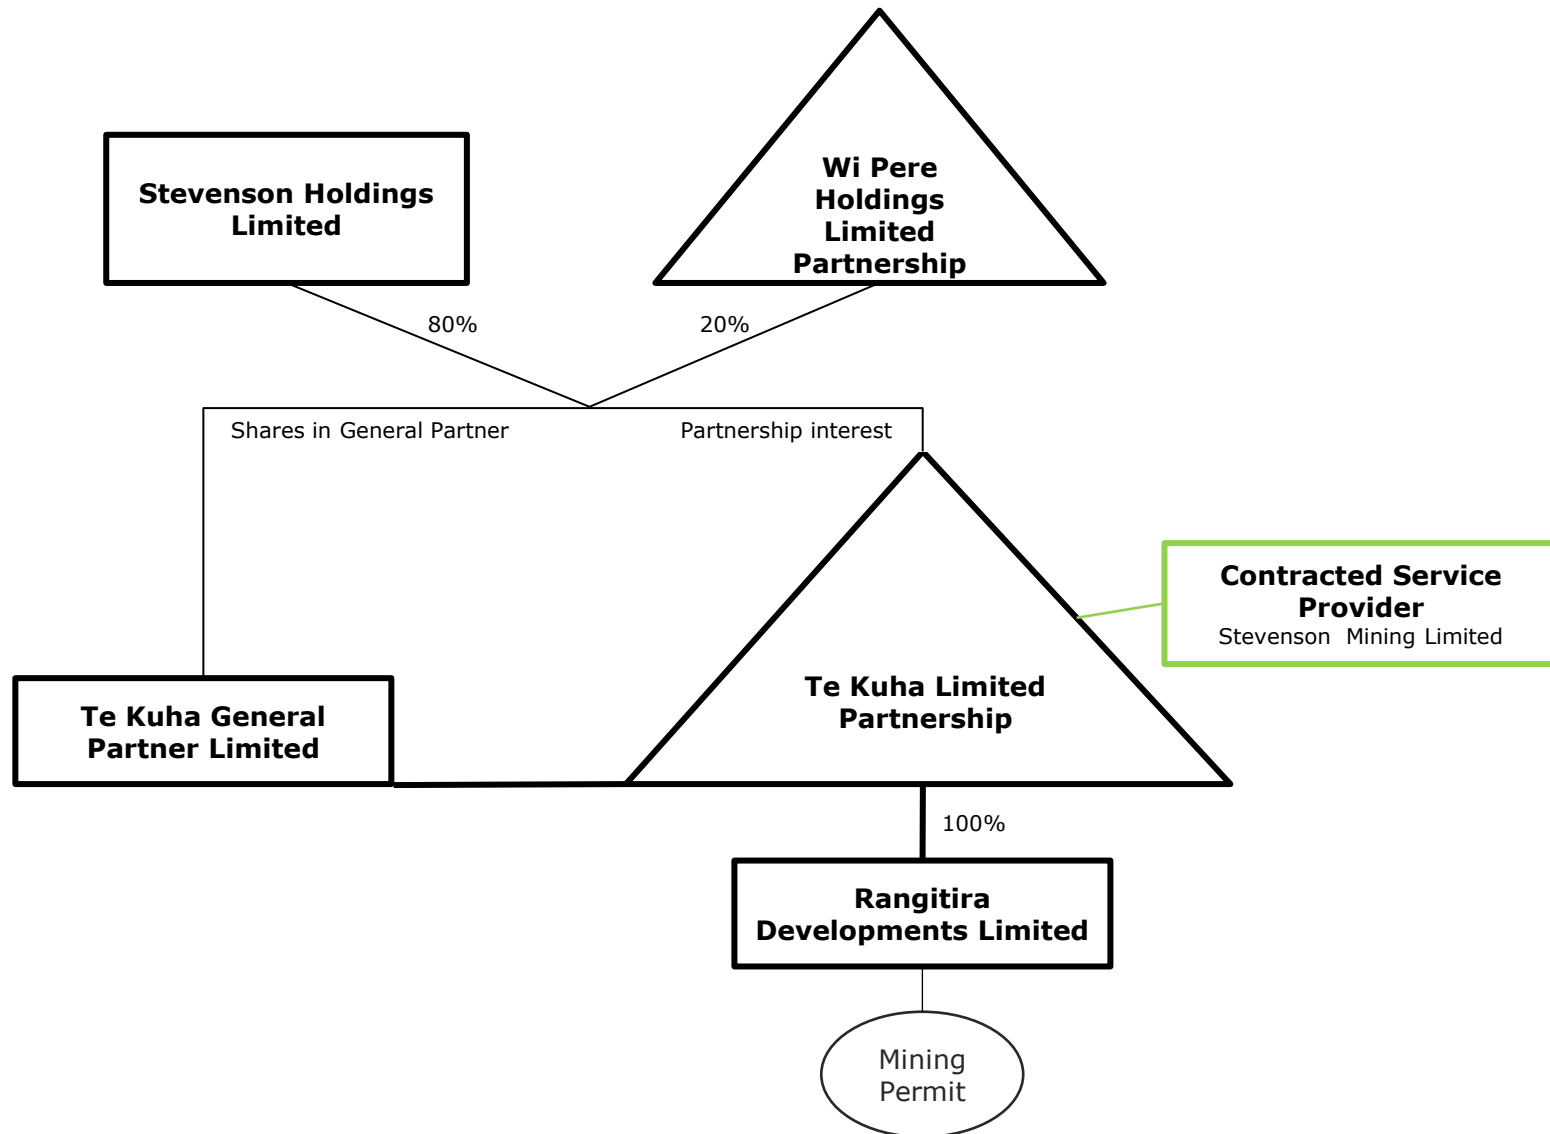 Stevenson Holdings
Limited
Wi Pere
Holdings
Limited
Partnership
80%
20%
Shares in General Partner
Partnership interest
Contracted Service
Provider
Stevenson  Mining Limited
Te Kuha General
Partner Limited
Te Kuha Limited
Partnership
100%
Rangitira
Developments Limited
Mining
Permit